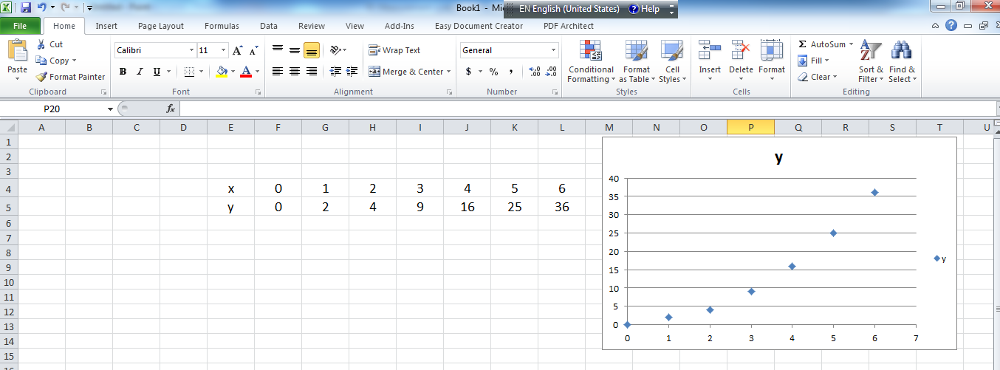 Book1 - Mic
EN English (United States) Help
File Home Insert Page Layout Formulas Data Review View Add-Ins Easy Document Creator PDF Architect
Paste
Cut
Copy
Format Painter
Clipboard
Calibri 11
B I U
Font
Wrap Text
Merge & Center
Alignment
General
$ % ,
Number
Conditional Formatting
Format as Table
Cell Styles
Styles
Insert Delete Format
Cells
Σ AutoSum
Fill
Clear
Sort & Filter
Find & Select
Editing
P20 fx
A B C D E F G H I J K L M N O P Q R S T U
1
2
3
4 x 0 1 2 3 4 5 6
5 y 0 2 4 9 16 25 36
6
7
8
9
10
11
12
13
14
15
y
40
35
30
25
20
15
10
5
0
0 1 2 3 4 5 6 7
y